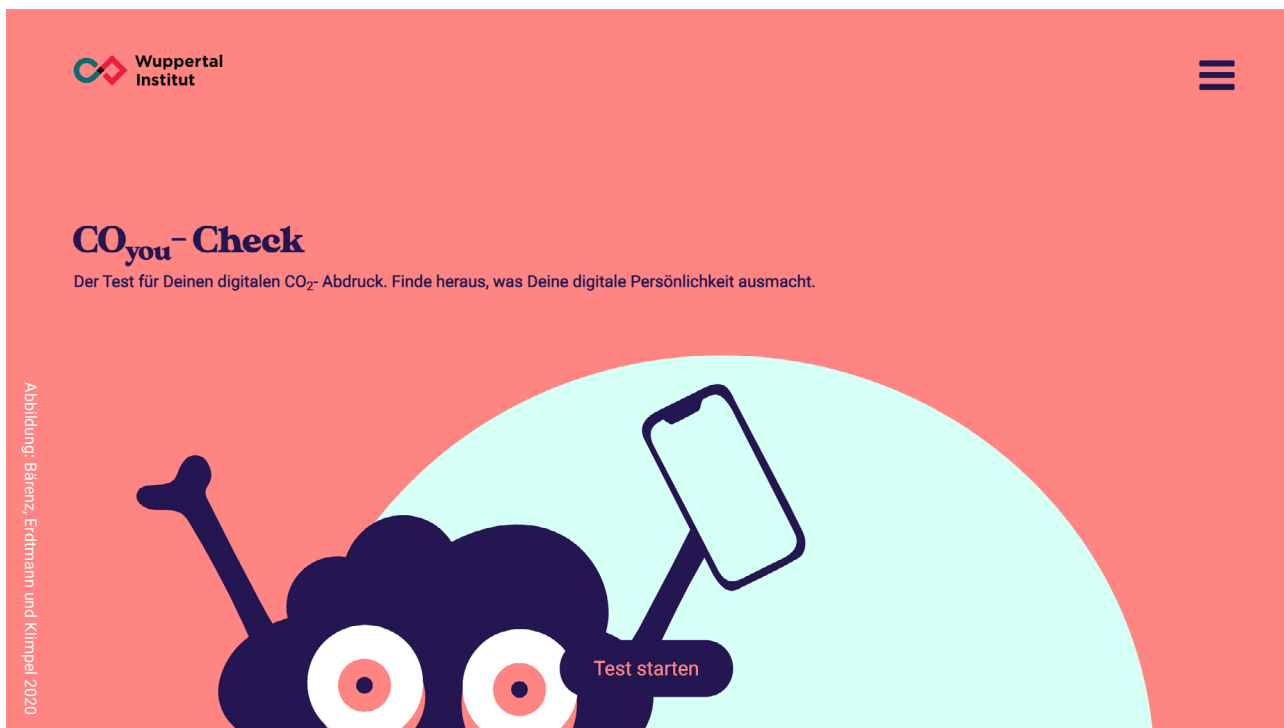 Wuppertal
Institut
COyou- Check
Der Test für Deinen digitalen CO₂- Abdruck. Finde heraus, was Deine digitale Persönlichkeit ausmacht.
Abbildung: Bärenz, Erdtmann und Klimpel 2020
Test starten